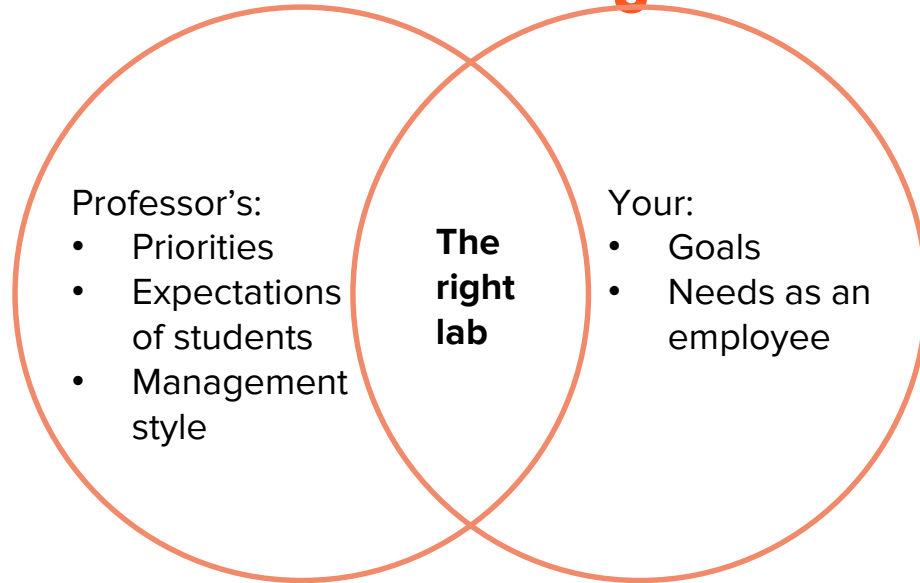 Professor’s:
• Priorities
• Expectations
of students
• Management
style
The
right
lab
Your:
• Goals
• Needs as an
employee